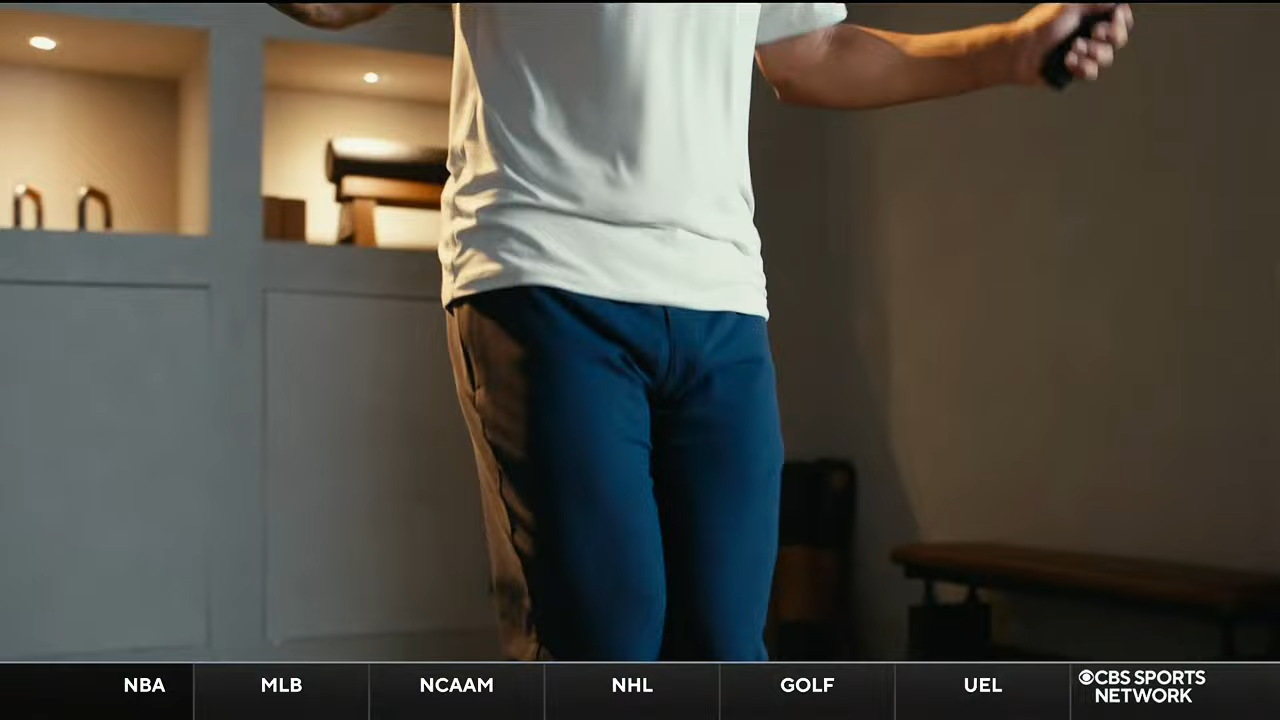 NBA
MLB
NCAAM
NHL
GOLF
UEL
CBS SPORTS
NETWORK